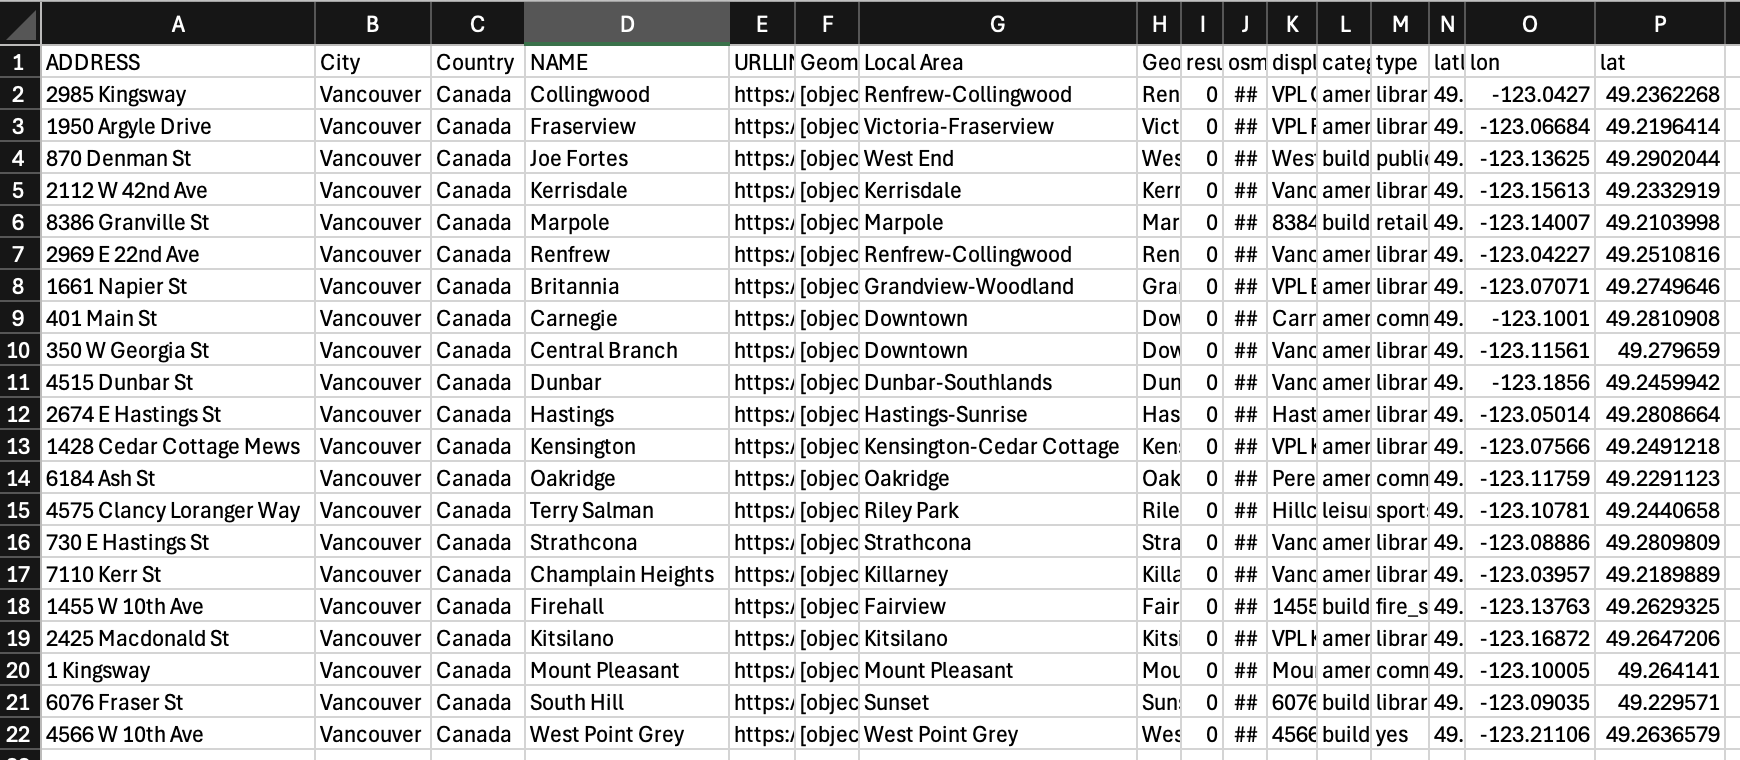 A B C D E F G H I J K L M N O P
1 ADDRESS City Country NAME URLLIN Geom Local Area Geo resu osm displ categ type latl lon lat
2 2985 Kingsway Vancouver Canada Collingwood https:/ [objec Renfrew-Collingwood Ren 0 ## VPL C amer librar 49. -123.0427 49.2362268
3 1950 Argyle Drive Vancouver Canada Fraserview https:/ [objec Victoria-Fraserview Vict 0 ## VPL F amer librar 49. -123.06684 49.2196414
4 870 Denman St Vancouver Canada Joe Fortes https:/ [objec West End Wes 0 ## West build public 49. -123.13625 49.2902044
5 2112 W 42nd Ave Vancouver Canada Kerrisdale https:/ [objec Kerrisdale Kerr 0 ## Vanc amer librar 49. -123.15613 49.2332919
6 8386 Granville St Vancouver Canada Marpole https:/ [objec Marpole Mar 0 ## 8384 build retail 49. -123.14007 49.2103998
7 2969 E 22nd Ave Vancouver Canada Renfrew https:/ [objec Renfrew-Collingwood Ren 0 ## Vanc amer librar 49. -123.04227 49.2510816
8 1661 Napier St Vancouver Canada Britannia https:/ [objec Grandview-Woodland Gra 0 ## VPL B amer librar 49. -123.07071 49.2749646
9 401 Main St Vancouver Canada Carnegie https:/ [objec Downtown Dow 0 ## Carn amer comn 49. -123.1001 49.2810908
10 350 W Georgia St Vancouver Canada Central Branch https:/ [objec Downtown Dow 0 ## Vanc amer librar 49. -123.11561 49.279659
11 4515 Dunbar St Vancouver Canada Dunbar https:/ [objec Dunbar-Southlands Dun 0 ## Vanc amer librar 49. -123.1856 49.2459942
12 2674 E Hastings St Vancouver Canada Hastings https:/ [objec Hastings-Sunrise Has 0 ## Hast amer librar 49. -123.05014 49.2808664
13 1428 Cedar Cottage Mews Vancouver Canada Kensington https:/ [objec Kensington-Cedar Cottage Ken 0 ## VPL K amer librar 49. -123.07566 49.2491218
14 6184 Ash St Vancouver Canada Oakridge https:/ [objec Oakridge Oak 0 ## Pere amer comn 49. -123.11759 49.2291123
15 4575 Clancy Loranger Way Vancouver Canada Terry Salman https:/ [objec Riley Park Rile 0 ## Hillc leisu sport 49. -123.10781 49.2440658
16 730 E Hastings St Vancouver Canada Strathcona https:/ [objec Strathcona Stra 0 ## Vanc amer librar 49. -123.08886 49.2809809
17 7110 Kerr St Vancouver Canada Champlain Heights https:/ [objec Killarney Killa 0 ## Vanc amer librar 49. -123.03957 49.2189889
18 1455 W 10th Ave Vancouver Canada Firehall https:/ [objec Fairview Fair 0 ## 1455 build fire_s 49. -123.13763 49.2629325
19 2425 Macdonald St Vancouver Canada Kitsilano https:/ [objec Kitsilano Kitsi 0 ## VPL K amer librar 49. -123.16872 49.2647206
20 1 Kingsway Vancouver Canada Mount Pleasant https:/ [objec Mount Pleasant Mou 0 ## Mou amer comn 49. -123.10005 49.264141
21 6076 Fraser St Vancouver Canada South Hill https:/ [objec Sunset Sun 0 ## 6076 build librar 49. -123.09035 49.229571
22 4566 W 10th Ave Vancouver Canada West Point Grey https:/ [objec West Point Grey Wes 0 ## 4566 build yes 49. -123.21106 49.2636579